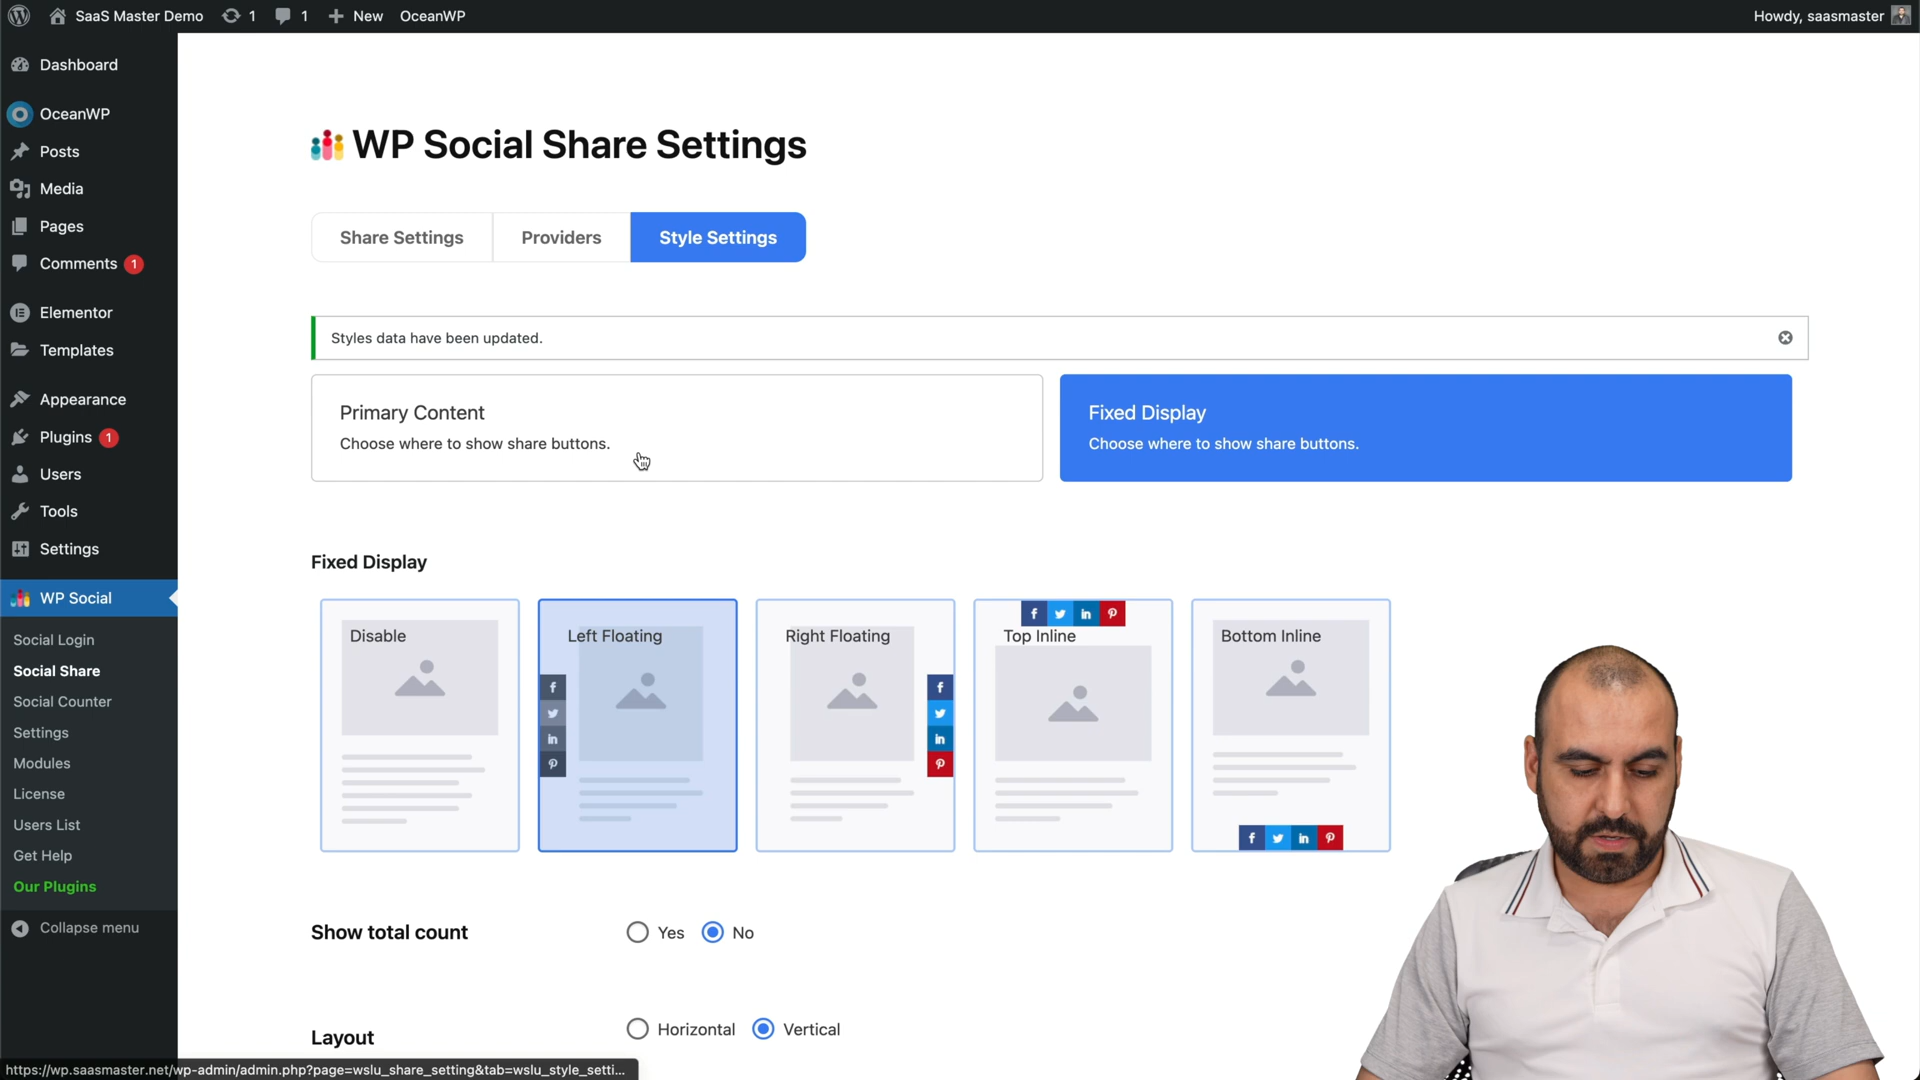 SaaS Master Demo 1 1 New OceanWP Howdy, saasmaster
Dashboard
OceanWP
Posts
Media
Pages
Comments 1
Elementor
Templates
Appearance
Plugins 1
Users
Tools
Settings
WP Social
Social Login
Social Share
Social Counter
Settings
Modules
License
Users List
Get Help
Our Plugins
Collapse menu
WP Social Share Settings
Share Settings Providers Style Settings
Styles data have been updated.
Primary Content
Choose where to show share buttons.
Fixed Display
Choose where to show share buttons.
Fixed Display
Disable Left Floating Right Floating Top Inline Bottom Inline
Show total count Yes No
Layout Horizontal Vertical
https://wp.saasmaster.net/wp-admin/admin.php?page=wslu_share_setting&tab=wslu_style_setti...